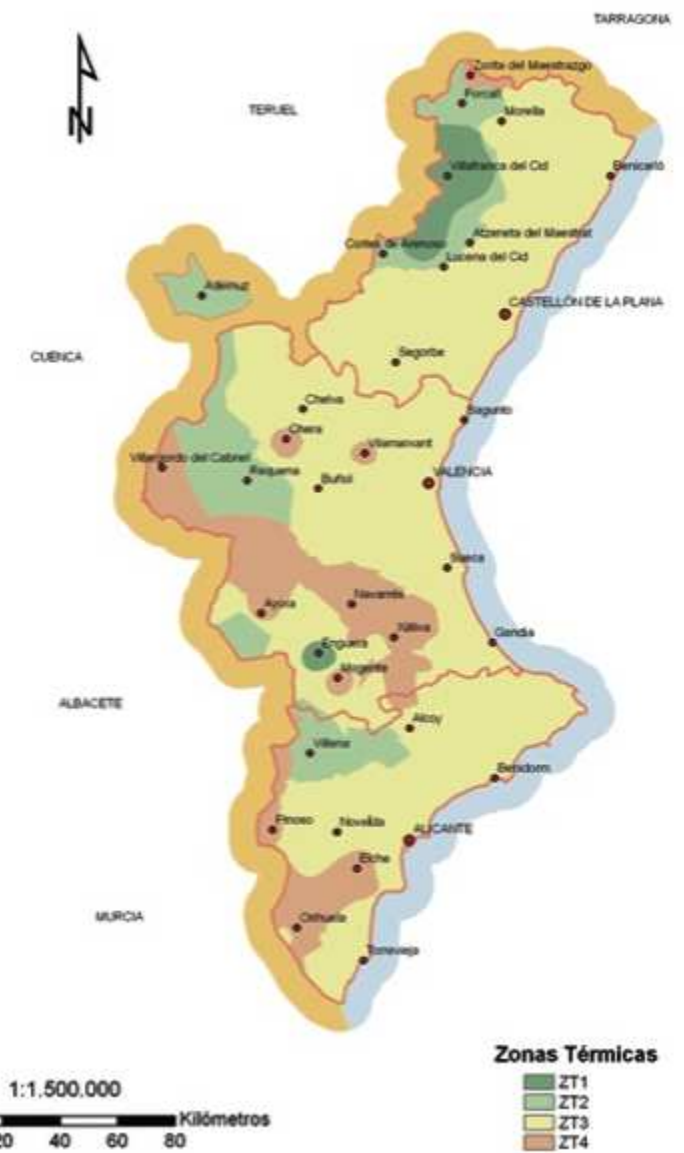 TARRAGONA
Zorita del Maestrazgo
TERUEL
Forcall
Morella
N
Villafranca del Cid
Benicarló
Atzeneta del Maestrat
Cortes de Arenoso
Lucena del Cid
Ademuz
CASTELLÓN DE LA PLANA
CUENCA
Segorbe
Chelva
Sagunto
Chera
Vilamarxant
Villargordo del Cabriel
Requena
Buñol
VALENCIA
Sueca
Navarrés
Ayora
Xátiva
Gandia
Enguera
Mogente
ALBACETE
Alcoy
Villena
Benidorm
Pinoso
Novelda
ALICANTE
Elche
MURCIA
Orihuela
Torrevieja
Zonas Térmicas
ZT1
ZT2
ZT3
ZT4
1:1.500.000
Kilómetros
20 40 60 80